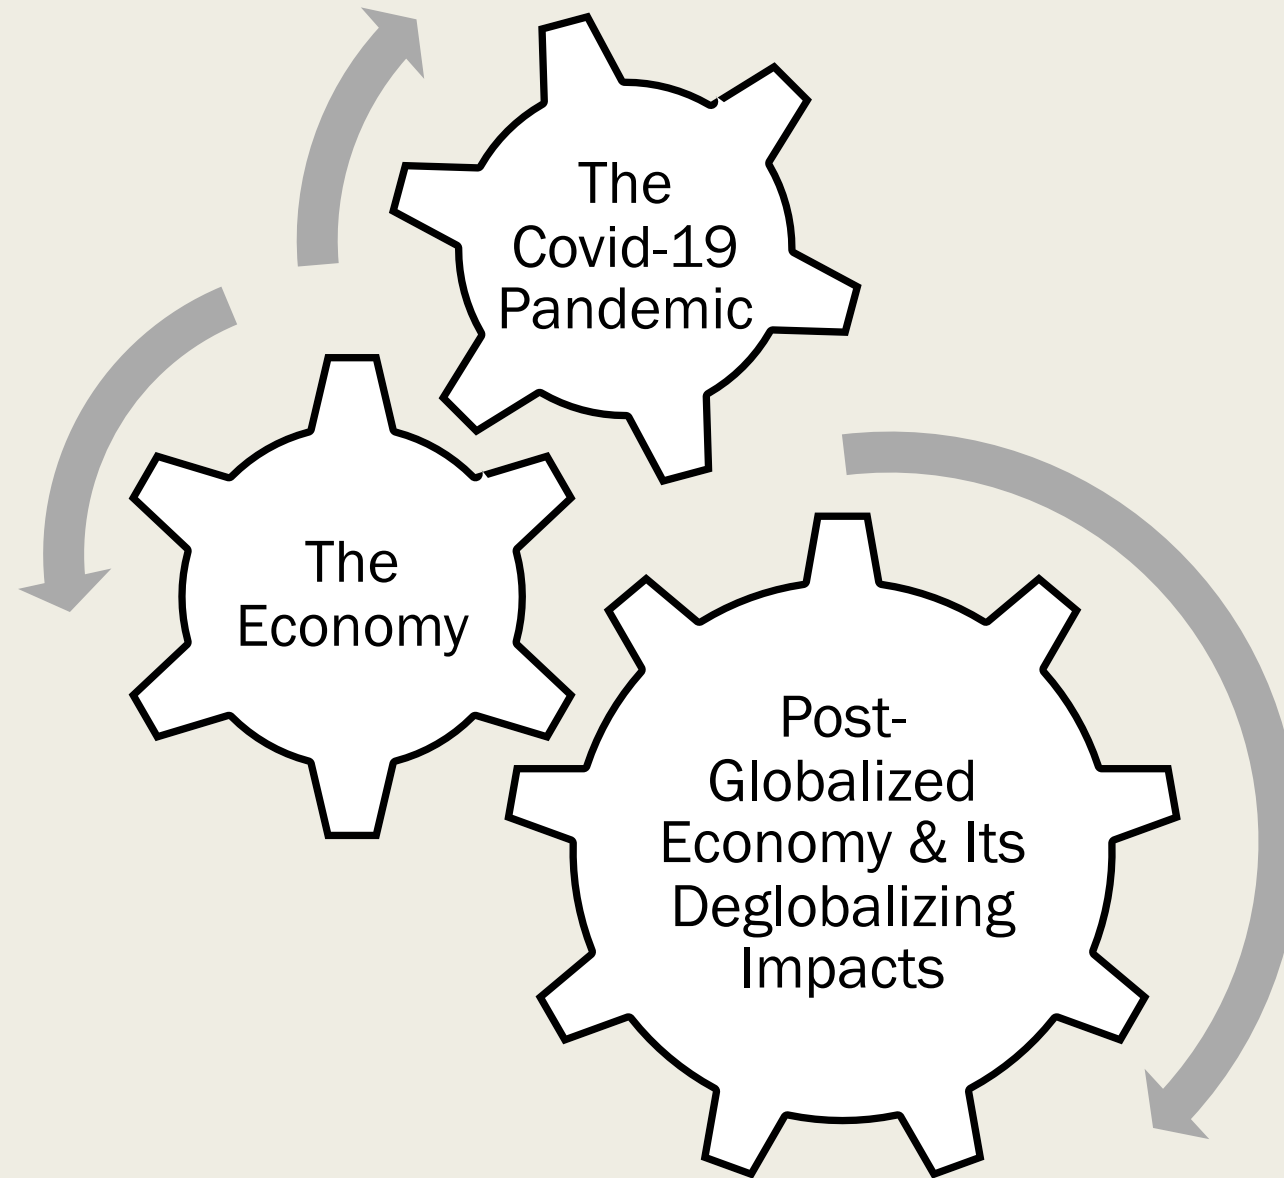 The
Covid-19
Pandemic
The
Economy
Post-
Globalized
Economy & Its
Deglobalizing
Impacts